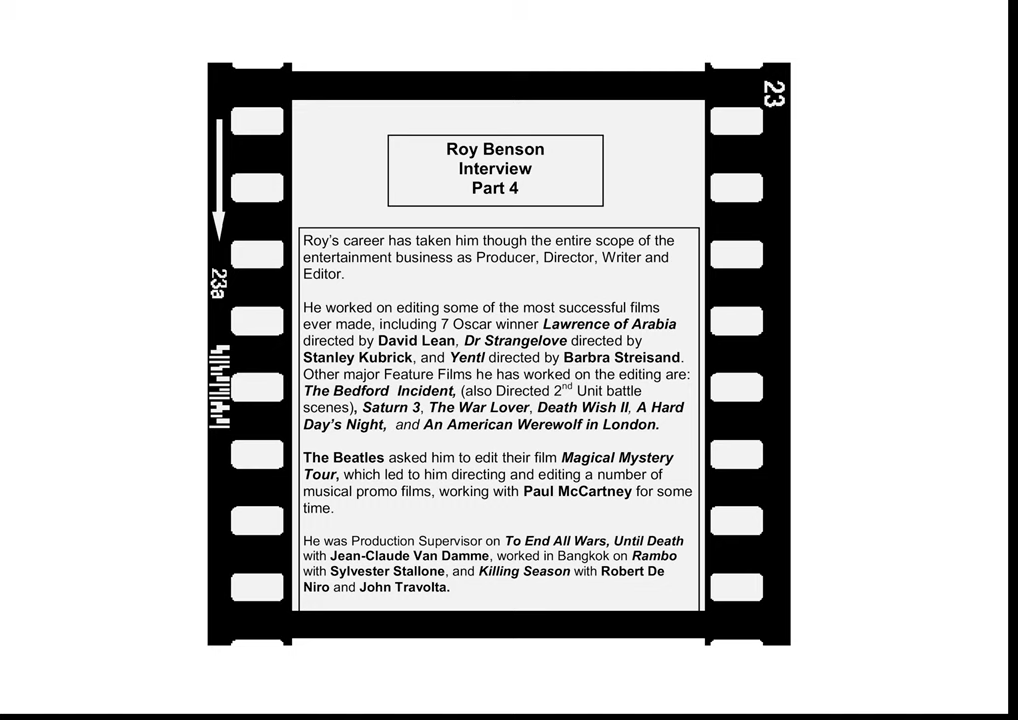 23
Roy Benson
Interview
Part 4
Roy's career has taken him though the entire scope of the
entertainment business as Producer, Director, Writer and
Editor.
He worked on editing some of the most successful films
ever made, including 7 Oscar winner Lawrence of Arabia
directed by David Lean, Dr Strangelove directed by
Stanley Kubrick, and Yentl directed by Barbra Streisand.
Other major Feature Films he has worked on the editing are:
The Bedford Incident, (also Directed 2nd Unit battle
scenes), Saturn 3, The War Lover, Death Wish II, A Hard
Day's Night, and An American Werewolf in London.
The Beatles asked him to edit their film Magical Mystery
Tour, which led to him directing and editing a number of
musical promo films, working with Paul McCartney for some
time.
He was Production Supervisor on To End All Wars, Until Death
with Jean-Claude Van Damme, worked in Bangkok on Rambo
with Sylvester Stallone, and Killing Season with Robert De
Niro and John Travolta.
23a